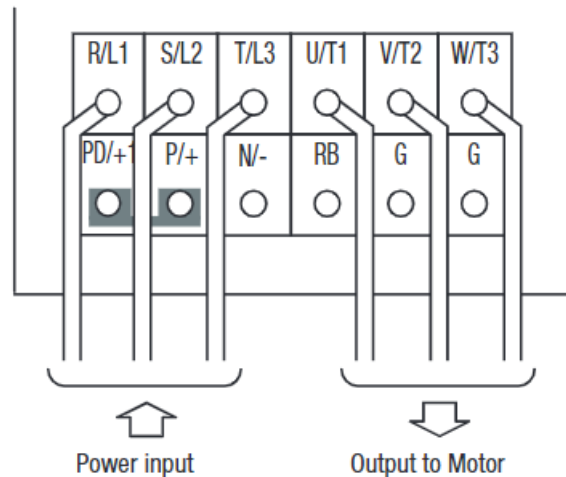 R/L1 S/L2 T/L3 U/T1 V/T2 W/T3
PD/+1 P/+ N/- RB G G
Power input Output to Motor